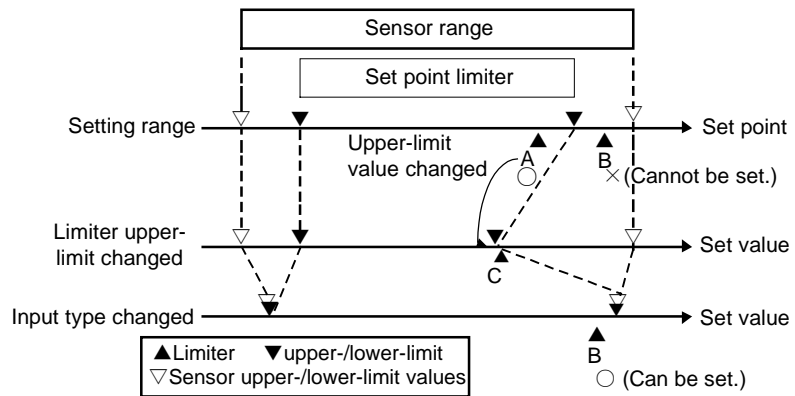 Sensor range
Set point limiter
Setting range
Set point
Upper-limit
value changed
A
B
(Cannot be set.)
Limiter upper-
limit changed
Set value
C
Input type changed
Set value
B
▲Limiter ▼upper-/lower-limit
▽Sensor upper-/lower-limit values
(Can be set.)